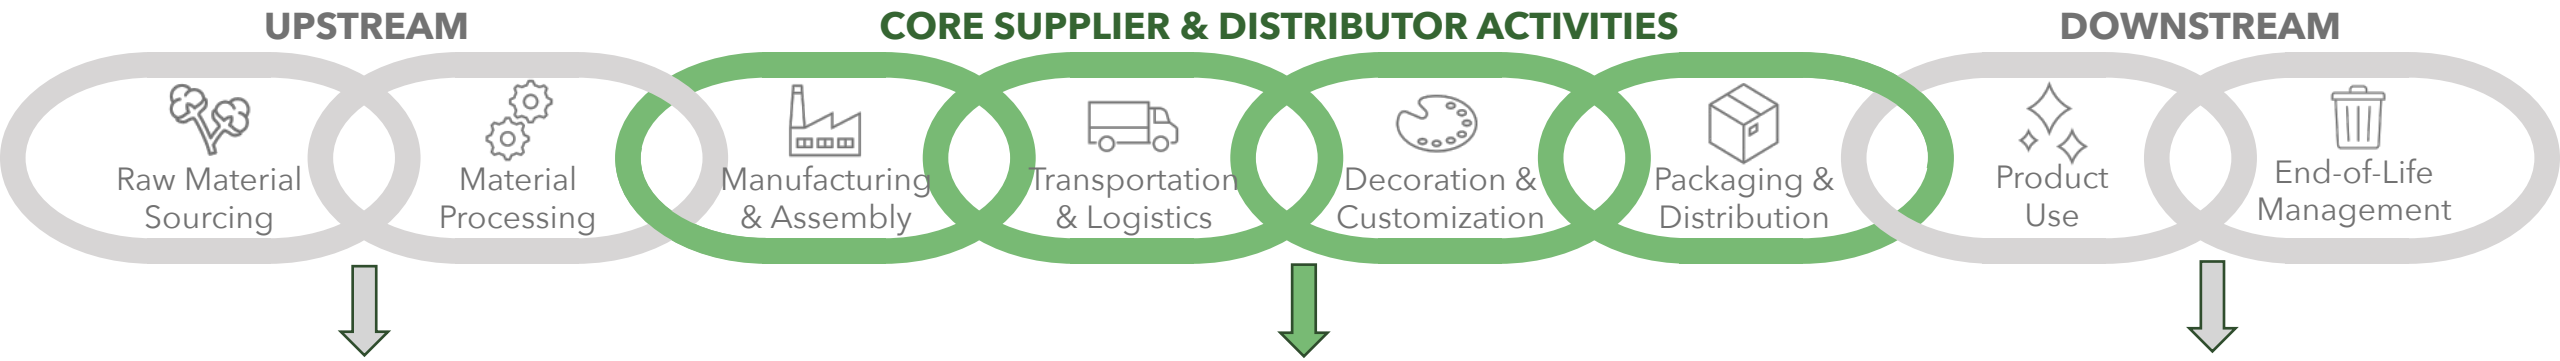 UPSTREAM
CORE SUPPLIER & DISTRIBUTOR ACTIVITIES
DOWNSTREAM
Raw Material
Sourcing
Material
Processing
Manufacturing
& Assembly
Transportation
& Logistics
Decoration &
Customization
Packaging &
Distribution
Product
Use
End-of-Life
Management